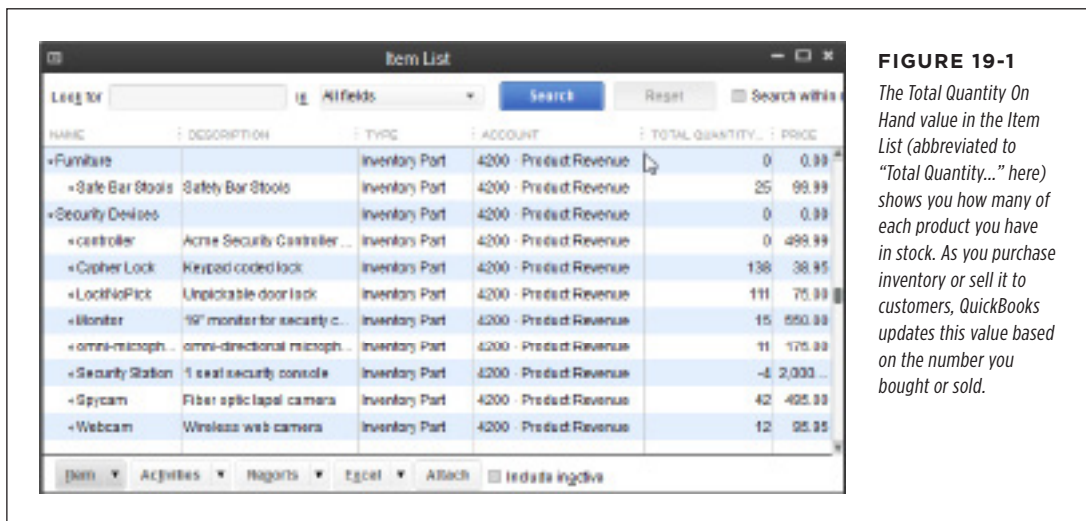 Item List
Look for in All fields Search Reset Search within
NAME DESCRIPTION TYPE ACCOUNT TOTAL QUANTITY... PRICE
Furniture Inventory Part 4200 · Product Revenue 0 0.00
Safe Bar Stools Safety Bar Stools Inventory Part 4200 · Product Revenue 25 99.99
Security Devices Inventory Part 4200 · Product Revenue 0 0.00
controller Acme Security Controller ... Inventory Part 4200 · Product Revenue 0 499.99
Cypher Lock Keypad coded lock Inventory Part 4200 · Product Revenue 138 38.95
LockNoPick Unpickable door lock Inventory Part 4200 · Product Revenue 111 75.00
Monitor 19" monitor for security c... Inventory Part 4200 · Product Revenue 15 550.00
omni-microph... omni-directional microph... Inventory Part 4200 · Product Revenue 11 175.00
Security Station 1 seat security console Inventory Part 4200 · Product Revenue -4 2,000 ...
Spycam Fiber optic lapel camera Inventory Part 4200 · Product Revenue 42 495.00
Webcam Wireless web camera Inventory Part 4200 · Product Revenue 12 95.95
Item Activities Reports Excel Attach Include inactive
FIGURE 19-1
The Total Quantity On
Hand value in the Item
List (abbreviated to
"Total Quantity..." here)
shows you how many of
each product you have
in stock. As you purchase
inventory or sell it to
customers, QuickBooks
updates this value based
on the number you
bought or sold.